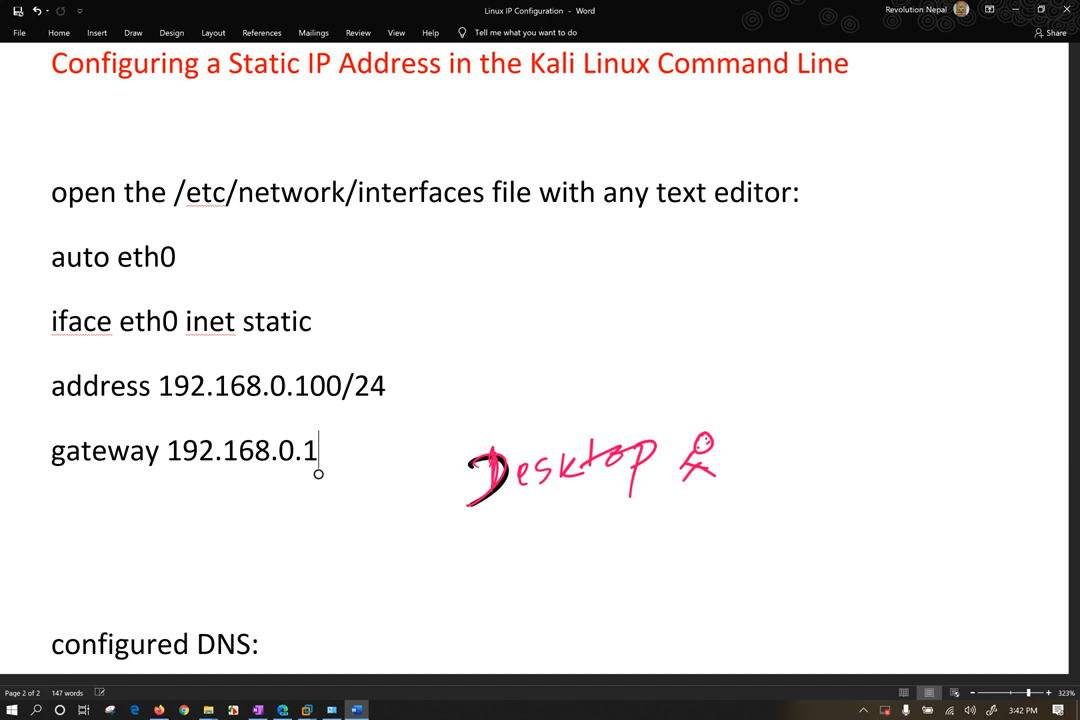 Linux IP Configuration - Word
Revolution Nepal
File Home Insert Draw Design Layout References Mailings Review View Help Tell me what you want to do Share
Configuring a Static IP Address in the Kali Linux Command Line
open the /etc/network/interfaces file with any text editor:
auto eth0
iface eth0 inet static
address 192.168.0.100/24
gateway 192.168.0.1
Desktop
configured DNS:
Page 2 of 2 147 words 323%
3:42 PM